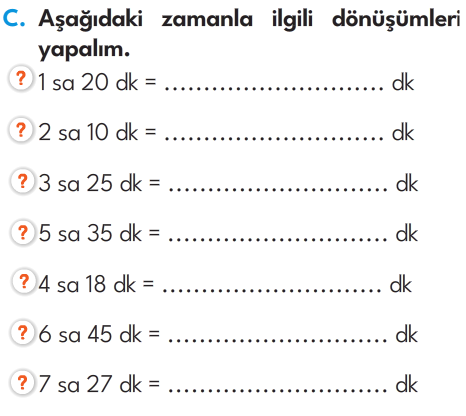 C. Aşağıdaki zamanla ilgili dönüşümleri
yapalım.
? 1 sa 20 dk = ............................ dk
? 2 sa 10 dk = ............................ dk
? 3 sa 25 dk = ............................ dk
? 5 sa 35 dk = ............................ dk
? 4 sa 18 dk = ............................ dk
? 6 sa 45 dk = ............................ dk
? 7 sa 27 dk = ............................ dk